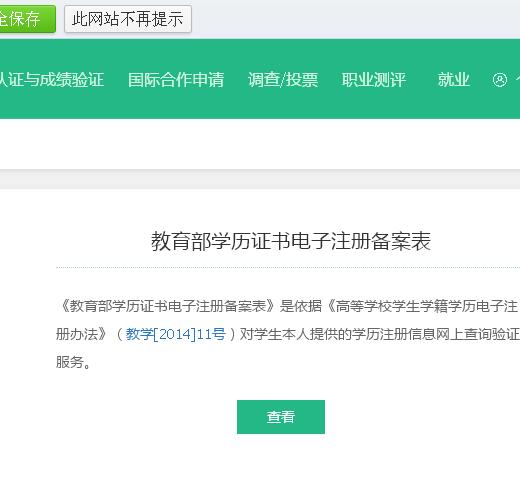 全保存 此网站不再提示
认证与成绩验证 国际合作申请 调查/投票 职业测评 就业
教育部学历证书电子注册备案表
《教育部学历证书电子注册备案表》是依据《高等学校学生学籍学历电子注
册办法》（教学[2014]11号）对学生本人提供的学历注册信息网上查询验证
服务。
查看